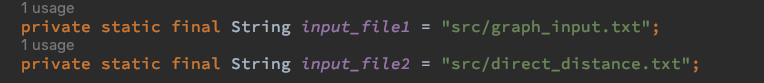 1 usage
private static final String input_file1 = "src/graph_input.txt";
1 usage
private static final String input_file2 = "src/direct_distance.txt";